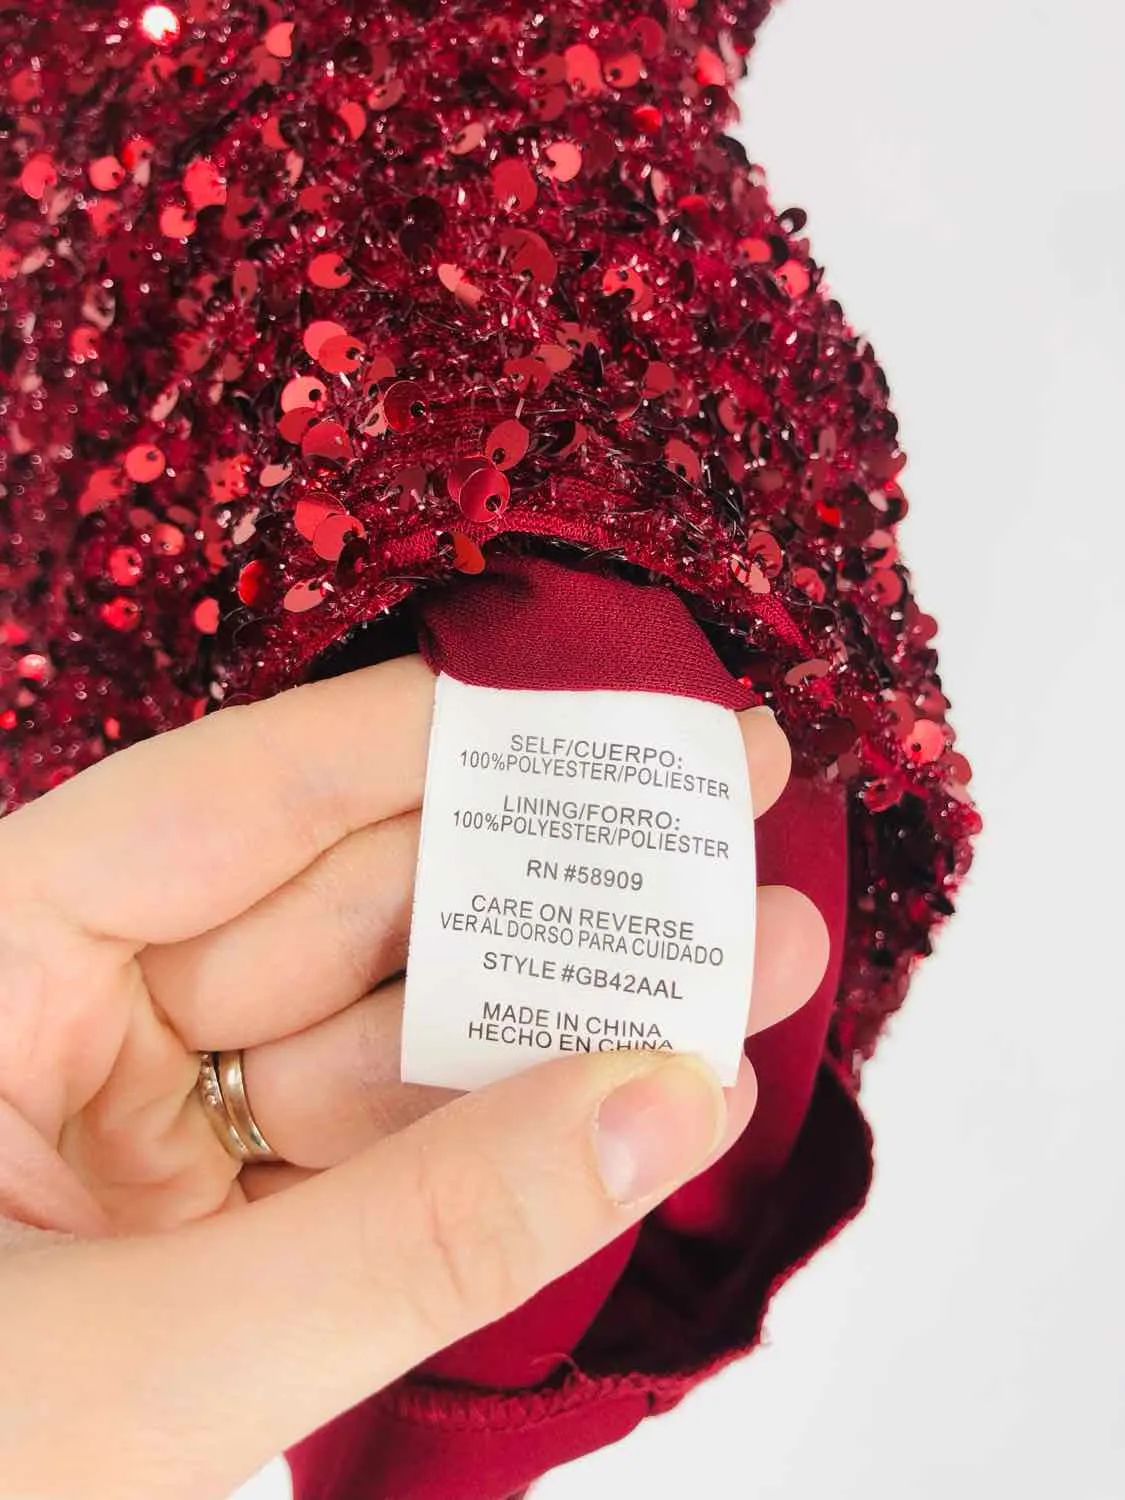 SELF/CUERPO:
100%POLYESTER/POLIESTER
LINING/FORRO:
100%POLYESTER/POLIESTER
RN #58909
CARE ON REVERSE
VER AL DORSO PARA CUIDADO
STYLE #GB42AAL
MADE IN CHINA
HECHO EN CHINA